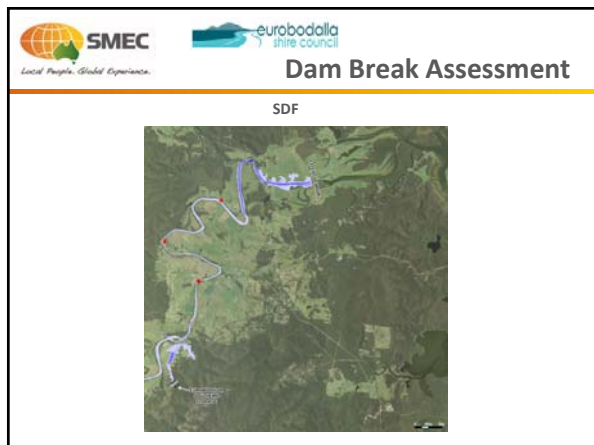 SMEC
Local People. Global Experience.
eurobodalla
shire council
Dam Break Assessment
SDF